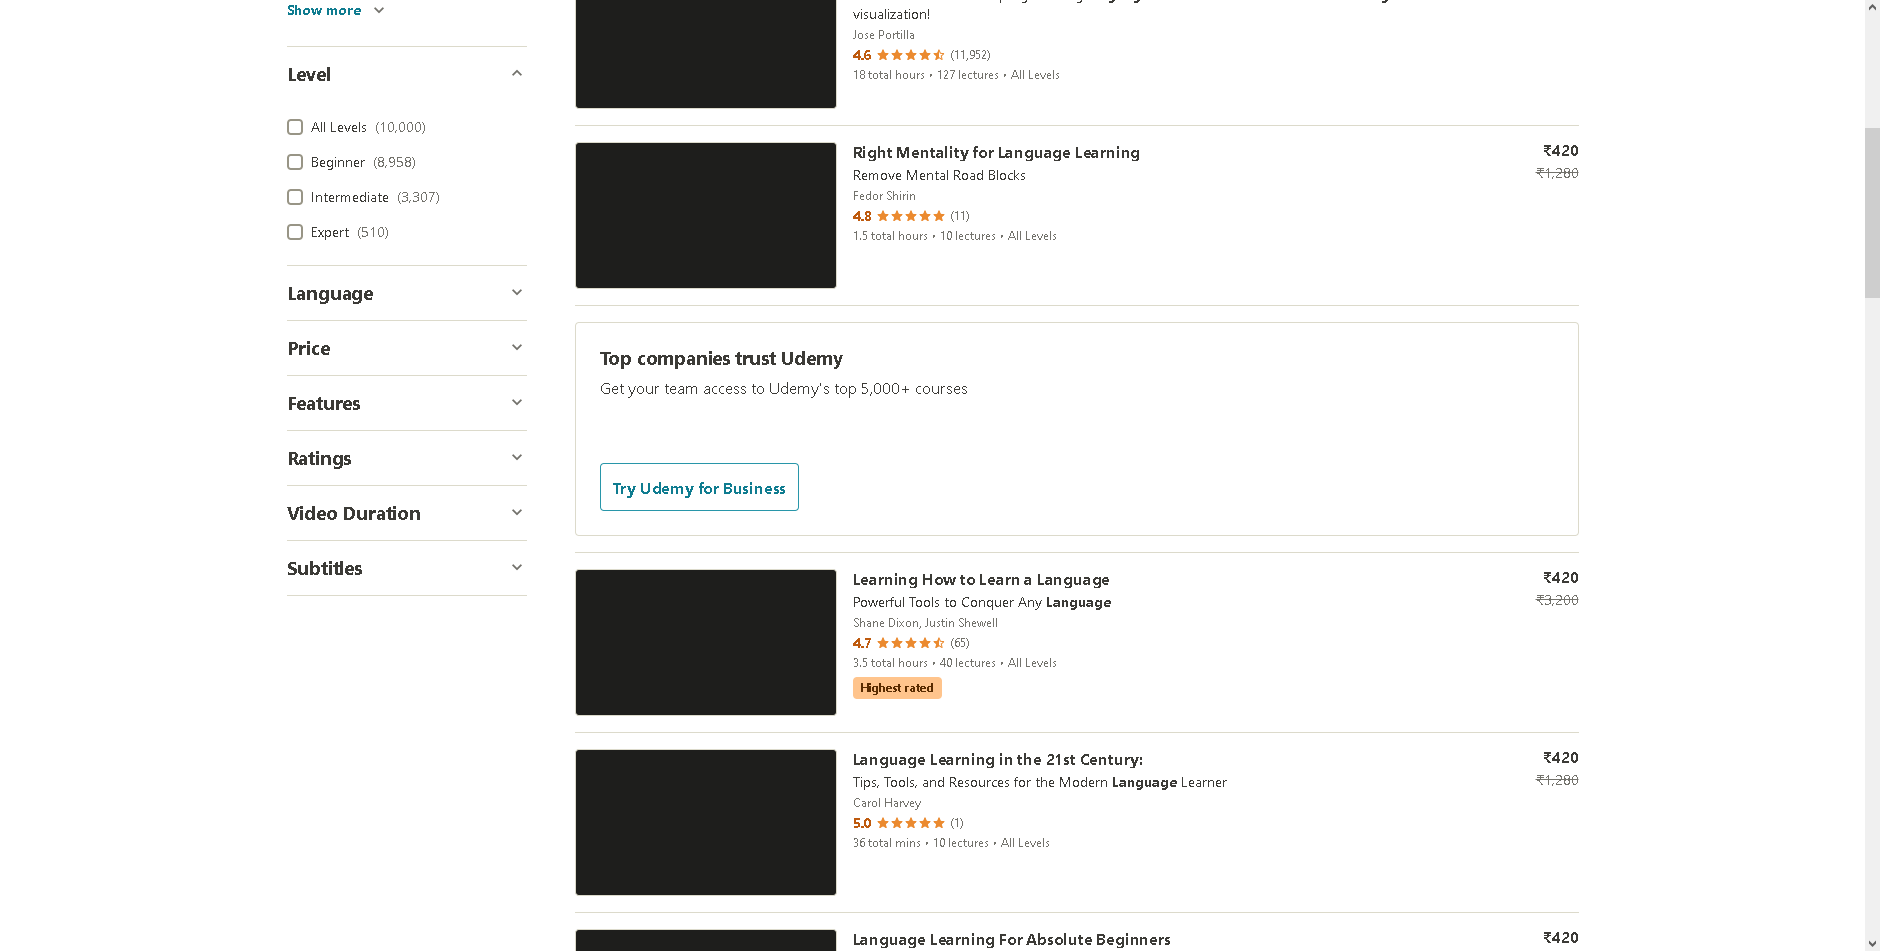 Show more
Level
All Levels (10,000)
Beginner (8,958)
Intermediate (3,307)
Expert (510)
Language
Price
Features
Ratings
Video Duration
Subtitles
visualization!
Jose Portilla
4.6 (11,952)
18 total hours • 127 lectures • All Levels
Right Mentality for Language Learning
₹420
Remove Mental Road Blocks
₹1,280
Fedor Shirin
4.8 (11)
1.5 total hours • 10 lectures • All Levels
Top companies trust Udemy
Get your team access to Udemy's top 5,000+ courses
Try Udemy for Business
Learning How to Learn a Language
₹420
Powerful Tools to Conquer Any Language
₹3,200
Shane Dixon, Justin Shewell
4.7 (65)
3.5 total hours • 40 lectures • All Levels
Highest rated
Language Learning in the 21st Century:
₹420
Tips, Tools, and Resources for the Modern Language Learner
₹1,280
Carol Harvey
5.0 (1)
36 total mins • 10 lectures • All Levels
Language Learning For Absolute Beginners
₹420